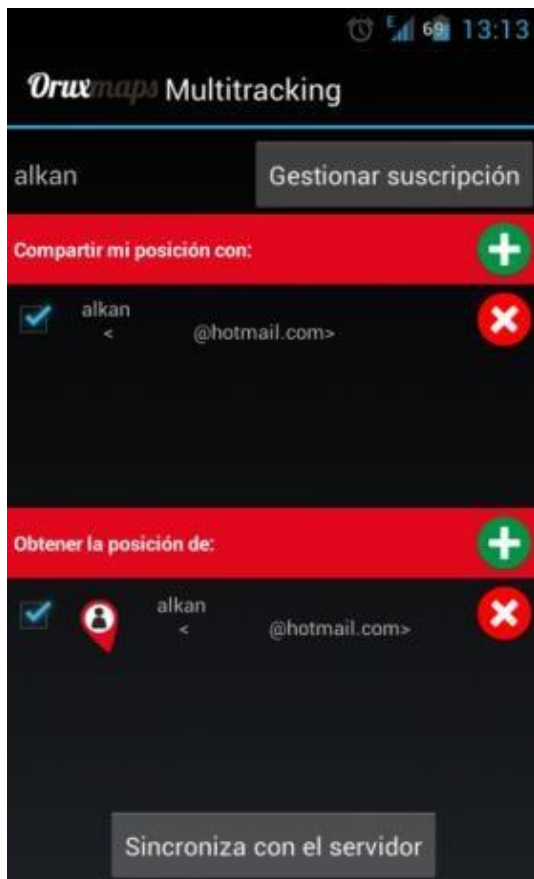 E 69 13:13
Oruxmaps Multitracking
alkan
Gestionar suscripción
Compartir mi posición con:
alkan
< @hotmail.com>
Obtener la posición de:
alkan
< @hotmail.com>
Sincroniza con el servidor